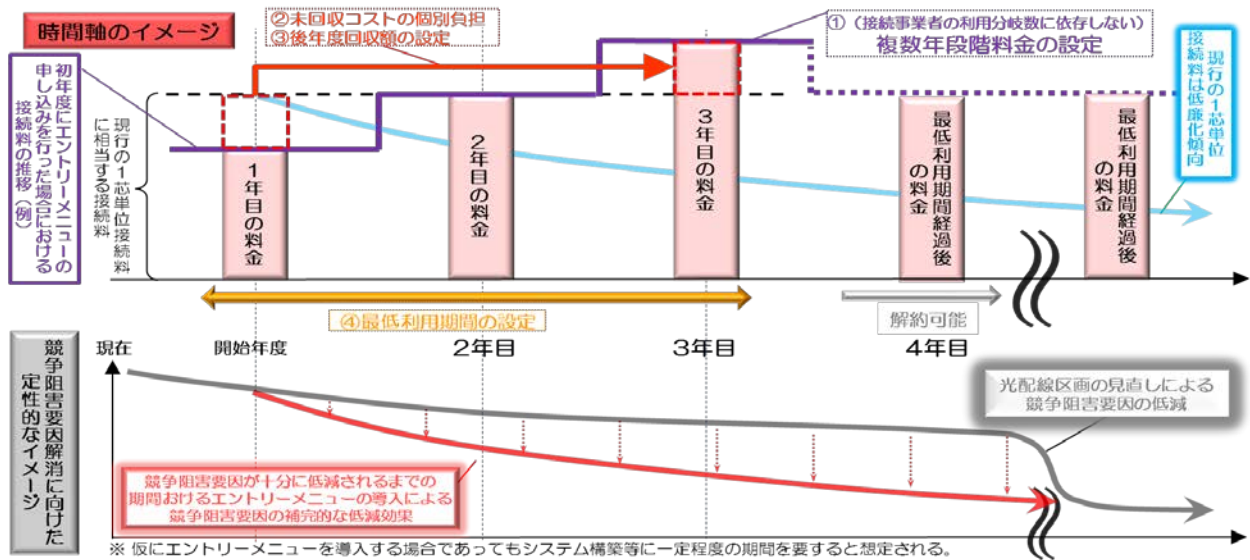 時間軸のイメージ
②未回収コストの個別負担
③後年度回収額の設定
①（接続事業者の利用分岐数に依存しない）
複数年段階料金の設定
現行の1芯単位
接続料は低廉化傾向
初年度にエントリーメニューの
申し込みを行った場合における
接続料の推移（例）
現行の1芯単位接続料
に相当する接続料
1年目の料金
2年目の料金
3年目の料金
最低利用期間経過後
の料金
最低利用期間経過後
の料金
④最低利用期間の設定
解約可能
現在
開始年度
2年目
3年目
4年目
競争阻害要因解消に向けた
定性的なイメージ
光配線区画の見直しによる
競争阻害要因の低減
競争阻害要因が十分に低減されるまでの
期間おけるエントリーメニューの導入による
競争阻害要因の補完的な低減効果
※ 仮にエントリーメニューを導入する場合であってもシステム構築等に一定程度の期間を要すると想定される。